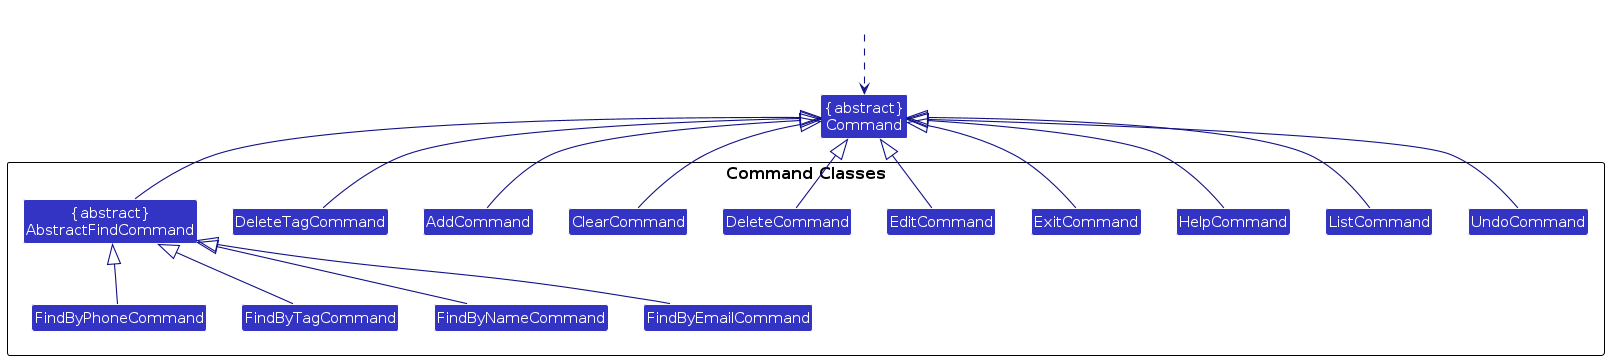 {abstract}
Command
Command Classes
{abstract}
AbstractFindCommand
DeleteTagCommand
AddCommand
ClearCommand
DeleteCommand
EditCommand
ExitCommand
HelpCommand
ListCommand
UndoCommand
FindByPhoneCommand
FindByTagCommand
FindByNameCommand
FindByEmailCommand